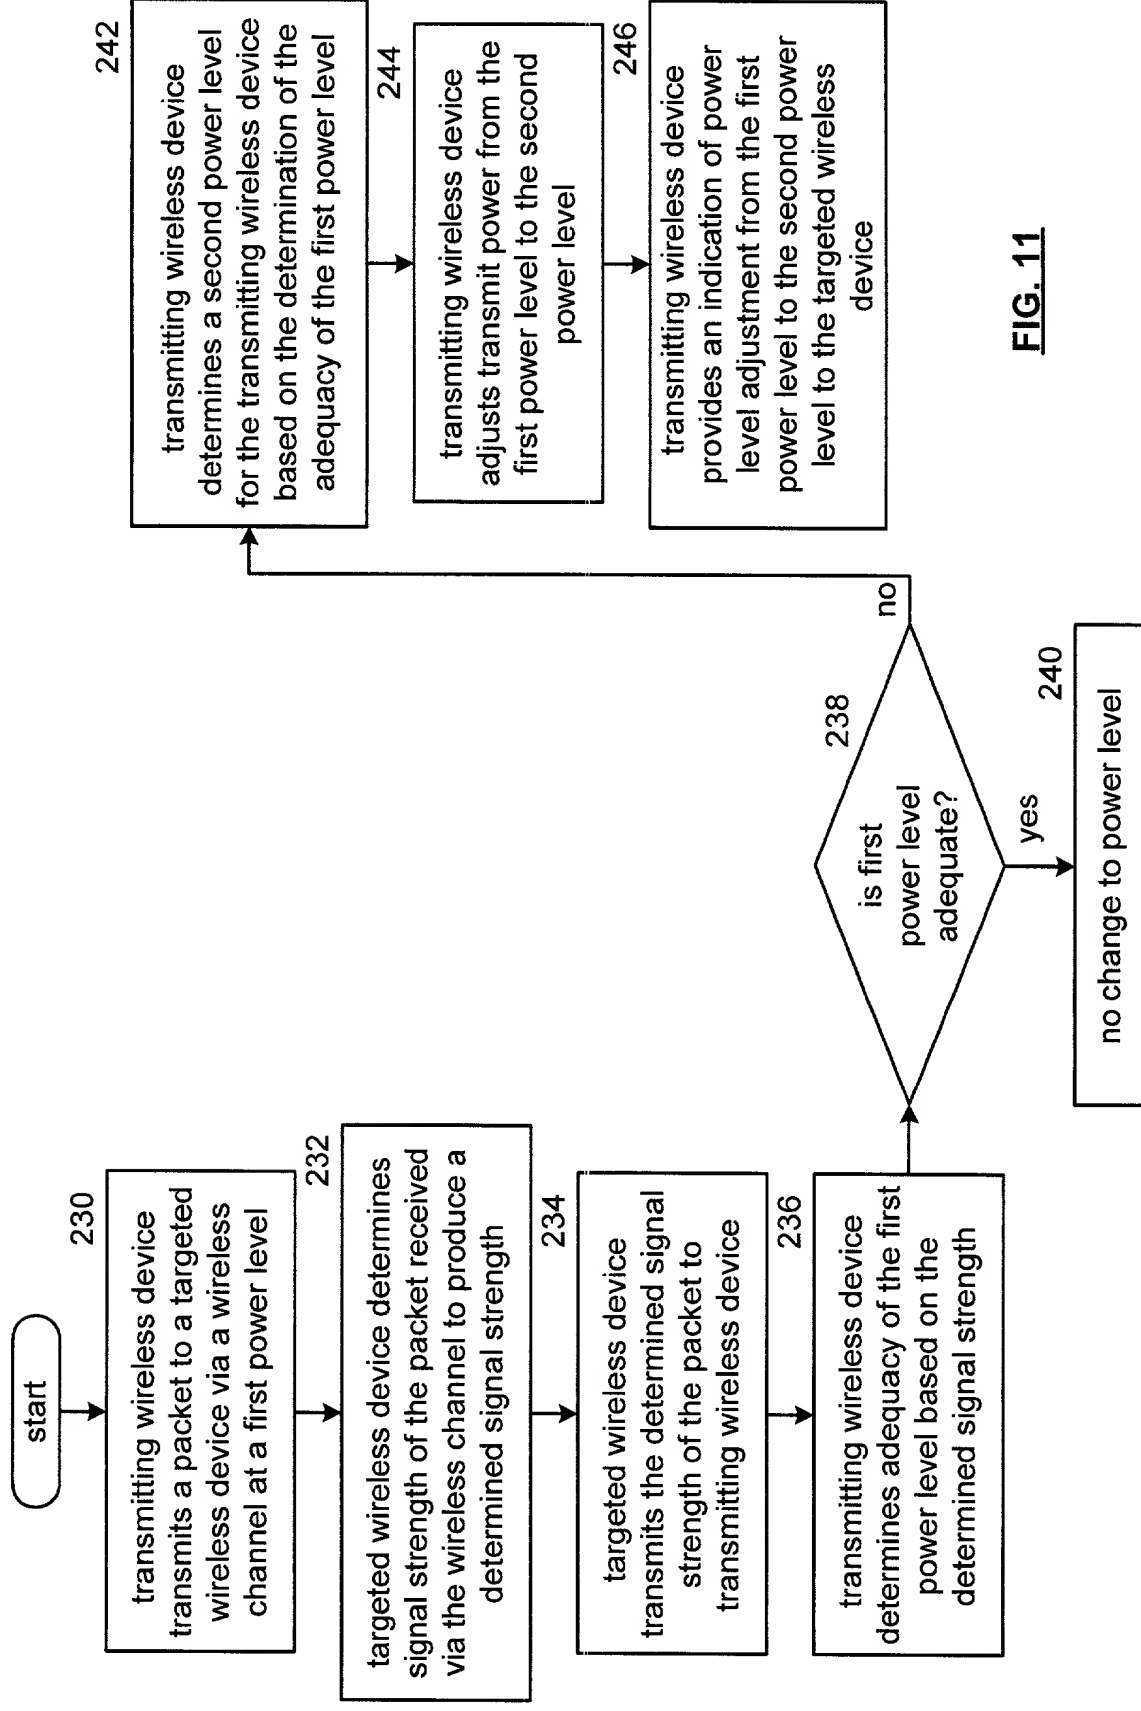 start
230
transmitting wireless device
transmits a packet to a targeted
wireless device via a wireless
channel at a first power level
232
targeted wireless device determines
signal strength of the packet received
via the wireless channel to produce a
determined signal strength
234
targeted wireless device
transmits the determined signal
strength of the packet to
transmitting wireless device
236
transmitting wireless device
determines adequacy of the first
power level based on the
determined signal strength
238
is first
power level
adequate?
yes
no
240
no change to power level
242
transmitting wireless device
determines a second power level
for the transmitting wireless device
based on the determination of the
adequacy of the first power level
244
transmitting wireless device
adjusts transmit power from the
first power level to the second
power level
246
transmitting wireless device
provides an indication of power
level adjustment from the first
power level to the second power
level to the targeted wireless
device
FIG. 11